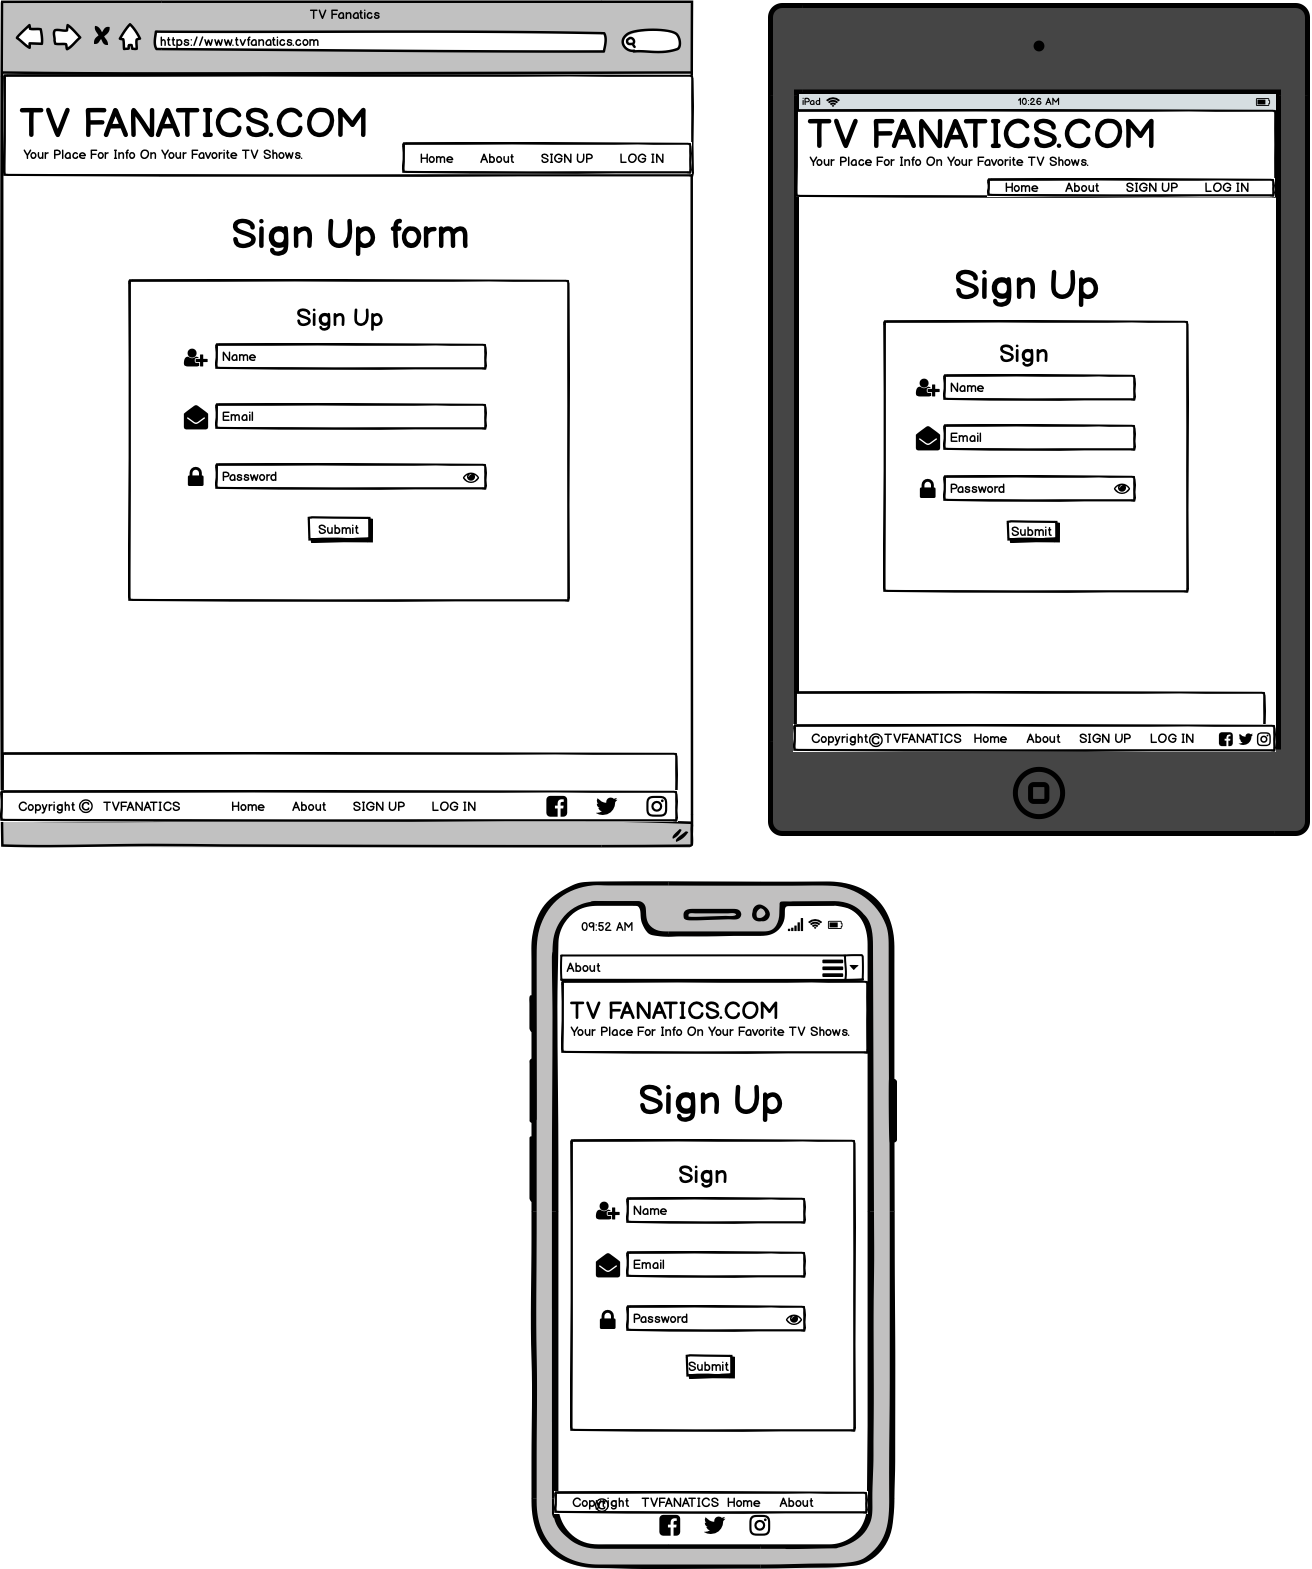 TV Fanatics
https://www.tvfanatics.com
TV FANATICS.COM
Your Place For Info On Your Favorite TV Shows.
Home About SIGN UP LOG IN
Sign Up form
Sign Up
Name
Email
Password
Submit
Copyright © TVFANATICS Home About SIGN UP LOG IN
iPad 10:26 AM
TV FANATICS.COM
Your Place For Info On Your Favorite TV Shows.
Home About SIGN UP LOG IN
Sign Up
Sign
Name
Email
Password
Submit
Copyright © TVFANATICS Home About SIGN UP LOG IN
09:52 AM
About
TV FANATICS.COM
Your Place For Info On Your Favorite TV Shows.
Sign Up
Sign
Name
Email
Password
Submit
Copyright © TVFANATICS Home About